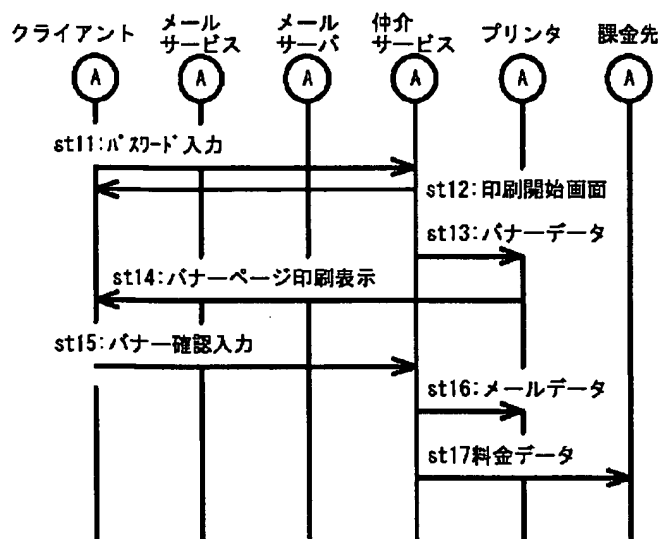 クライアント
メール
サービス
メール
サーバ
仲介
サービス
プリンタ
課金先
A
A
A
A
A
A
st11:ﾊﾟｽﾜｰﾄﾞ入力
st12:印刷開始画面
st13:バナーデータ
st14:バナーページ印刷表示
st15:バナー確認入力
st16:メールデータ
st17料金データ